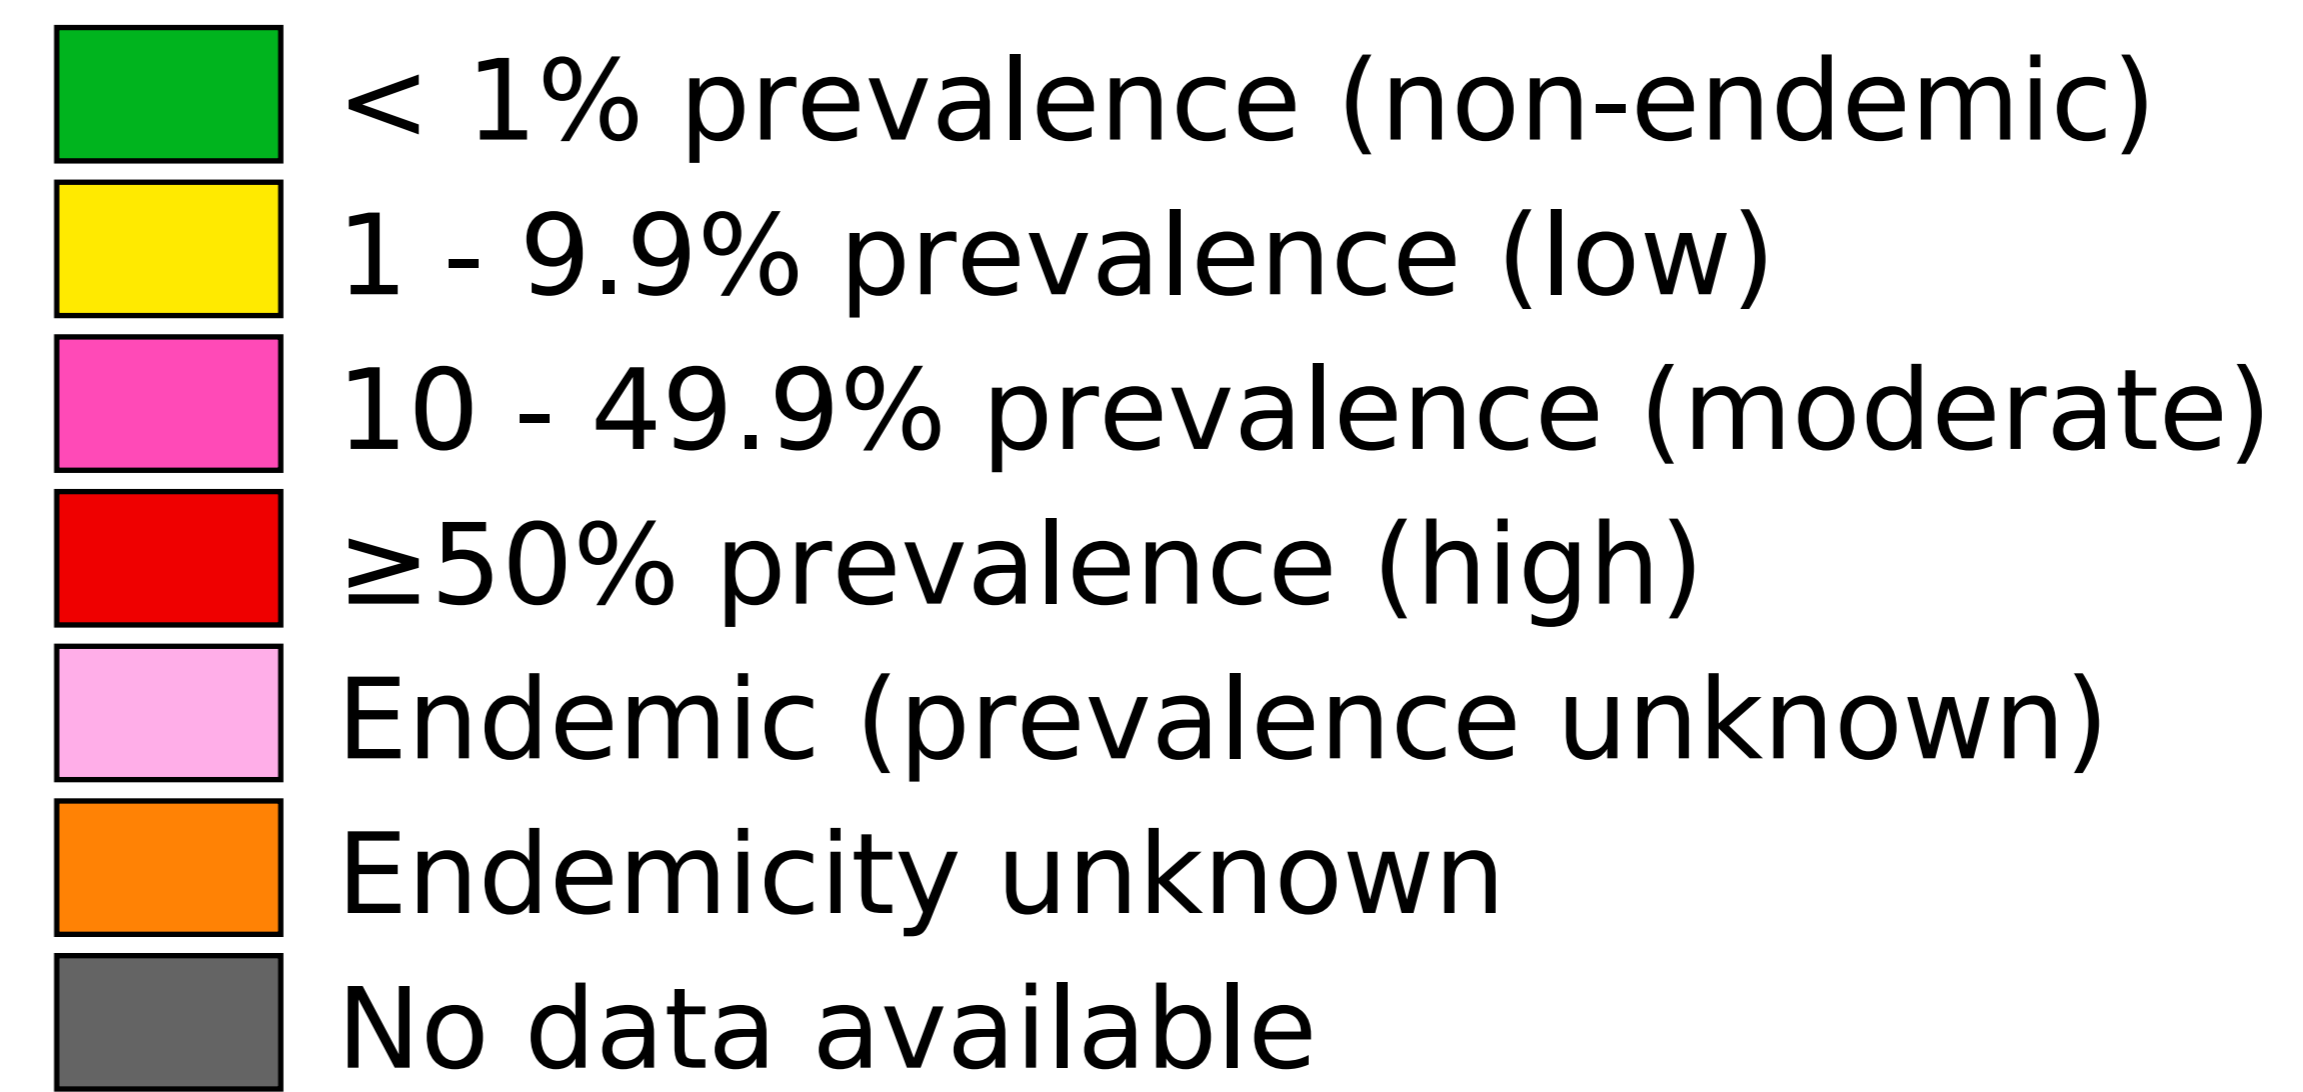 < 1% prevalence (non-endemic)
1 - 9.9% prevalence (low)
10 - 49.9% prevalence (moderate)
≥50% prevalence (high)
Endemic (prevalence unknown)
Endemicity unknown
No data available